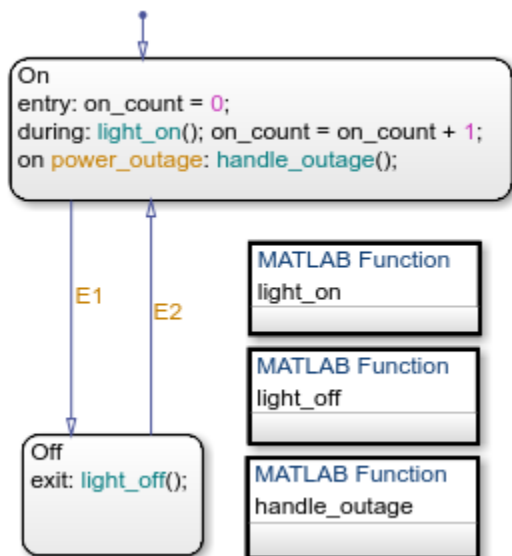 On
entry: on_count = 0;
during: light_on(); on_count = on_count + 1;
on power_outage: handle_outage();
E1
E2
MATLAB Function
light_on
MATLAB Function
light_off
MATLAB Function
handle_outage
Off
exit: light_off();